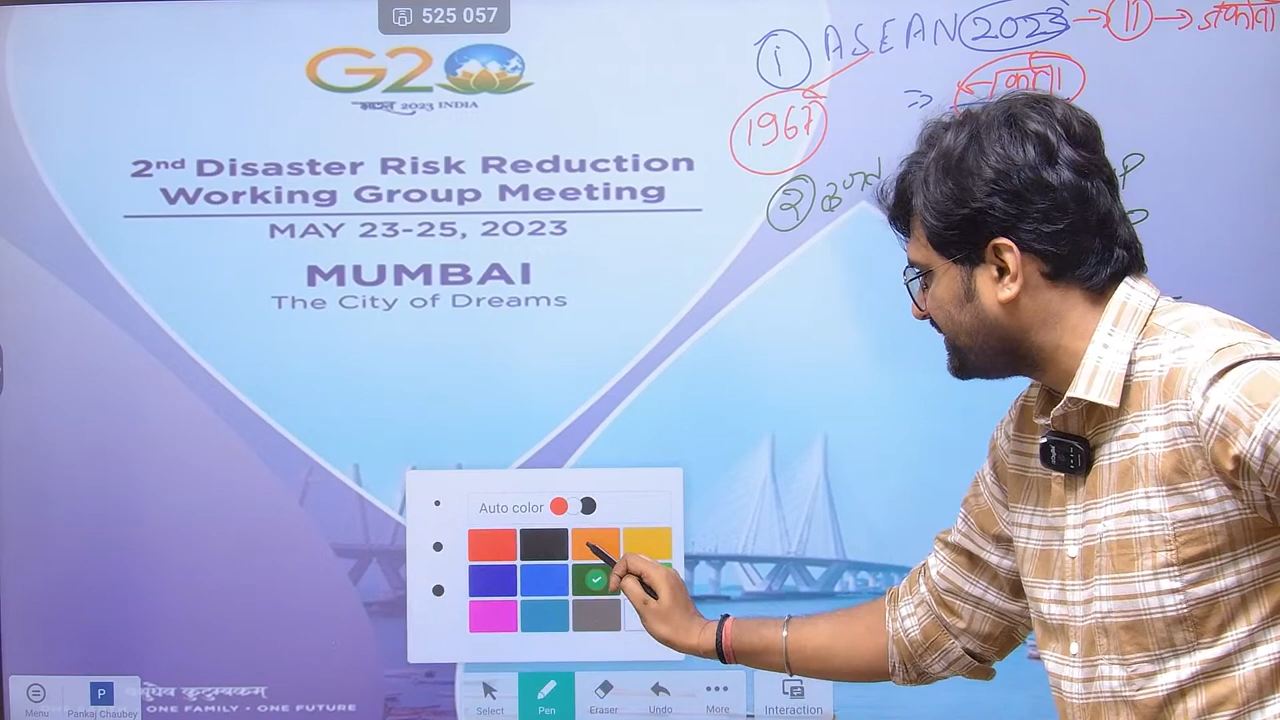 525 057
G20
भारत 2023 INDIA
2nd Disaster Risk Reduction
Working Group Meeting
MAY 23-25, 2023
MUMBAI
The City of Dreams
1 ASEAN 2023 → 11 → जकार्ता
1967
2
Auto color
कुटुम्बकम्
ONE FAMILY • ONE FUTURE
Menu
P
Pankaj Chaubey
Select
Pen
Eraser
Undo
More
Interaction